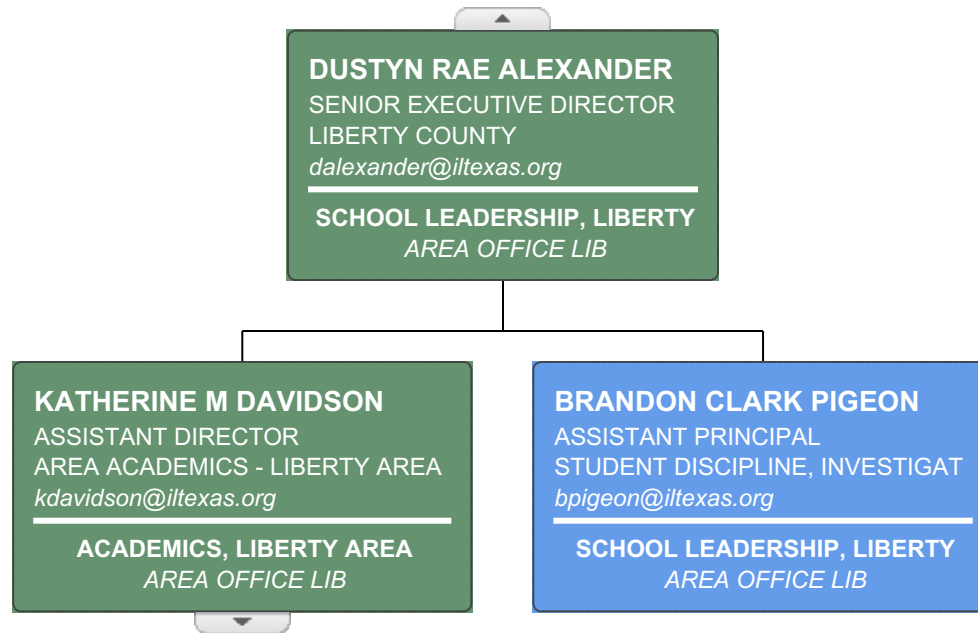 DUSTYN RAE ALEXANDER
SENIOR EXECUTIVE DIRECTOR
LIBERTY COUNTY
dalexander@iltexas.org
SCHOOL LEADERSHIP, LIBERTY
AREA OFFICE LIB
KATHERINE M DAVIDSON
ASSISTANT DIRECTOR
AREA ACADEMICS - LIBERTY AREA
kdavidson@iltexas.org
ACADEMICS, LIBERTY AREA
AREA OFFICE LIB
BRANDON CLARK PIGEON
ASSISTANT PRINCIPAL
STUDENT DISCIPLINE, INVESTIGAT
bpigeon@iltexas.org
SCHOOL LEADERSHIP, LIBERTY
AREA OFFICE LIB